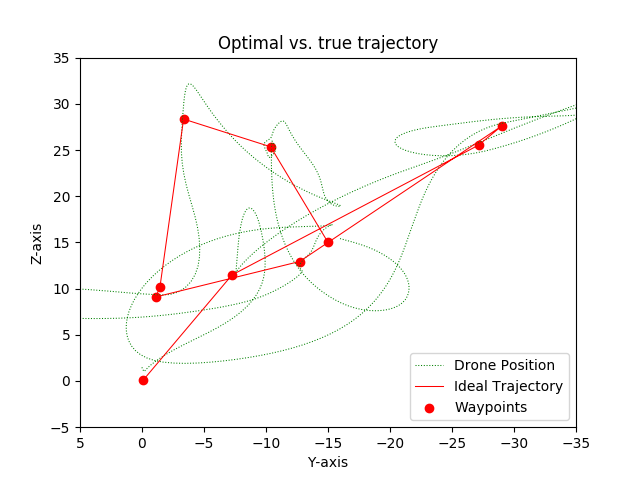 Optimal vs. true trajectory
35
30
25
20
15
10
5
0
−5
Z-axis
5 0 −5 −10 −15 −20 −25 −30 −35
Y-axis
Drone Position
Ideal Trajectory
Waypoints